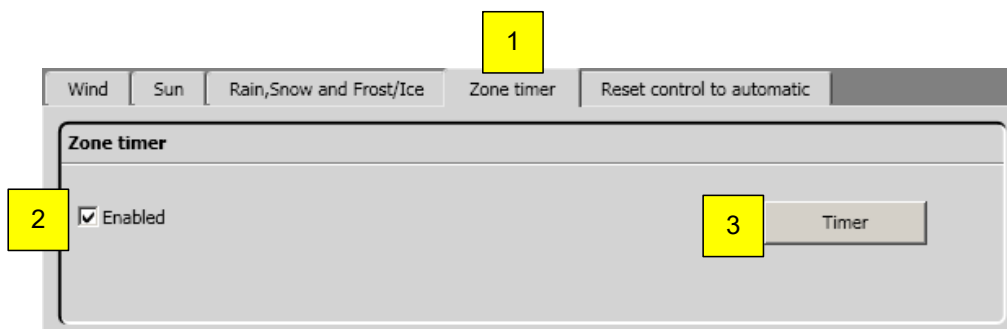 1
Wind Sun Rain,Snow and Frost/Ice Zone timer Reset control to automatic
Zone timer
2 Enabled 3 Timer